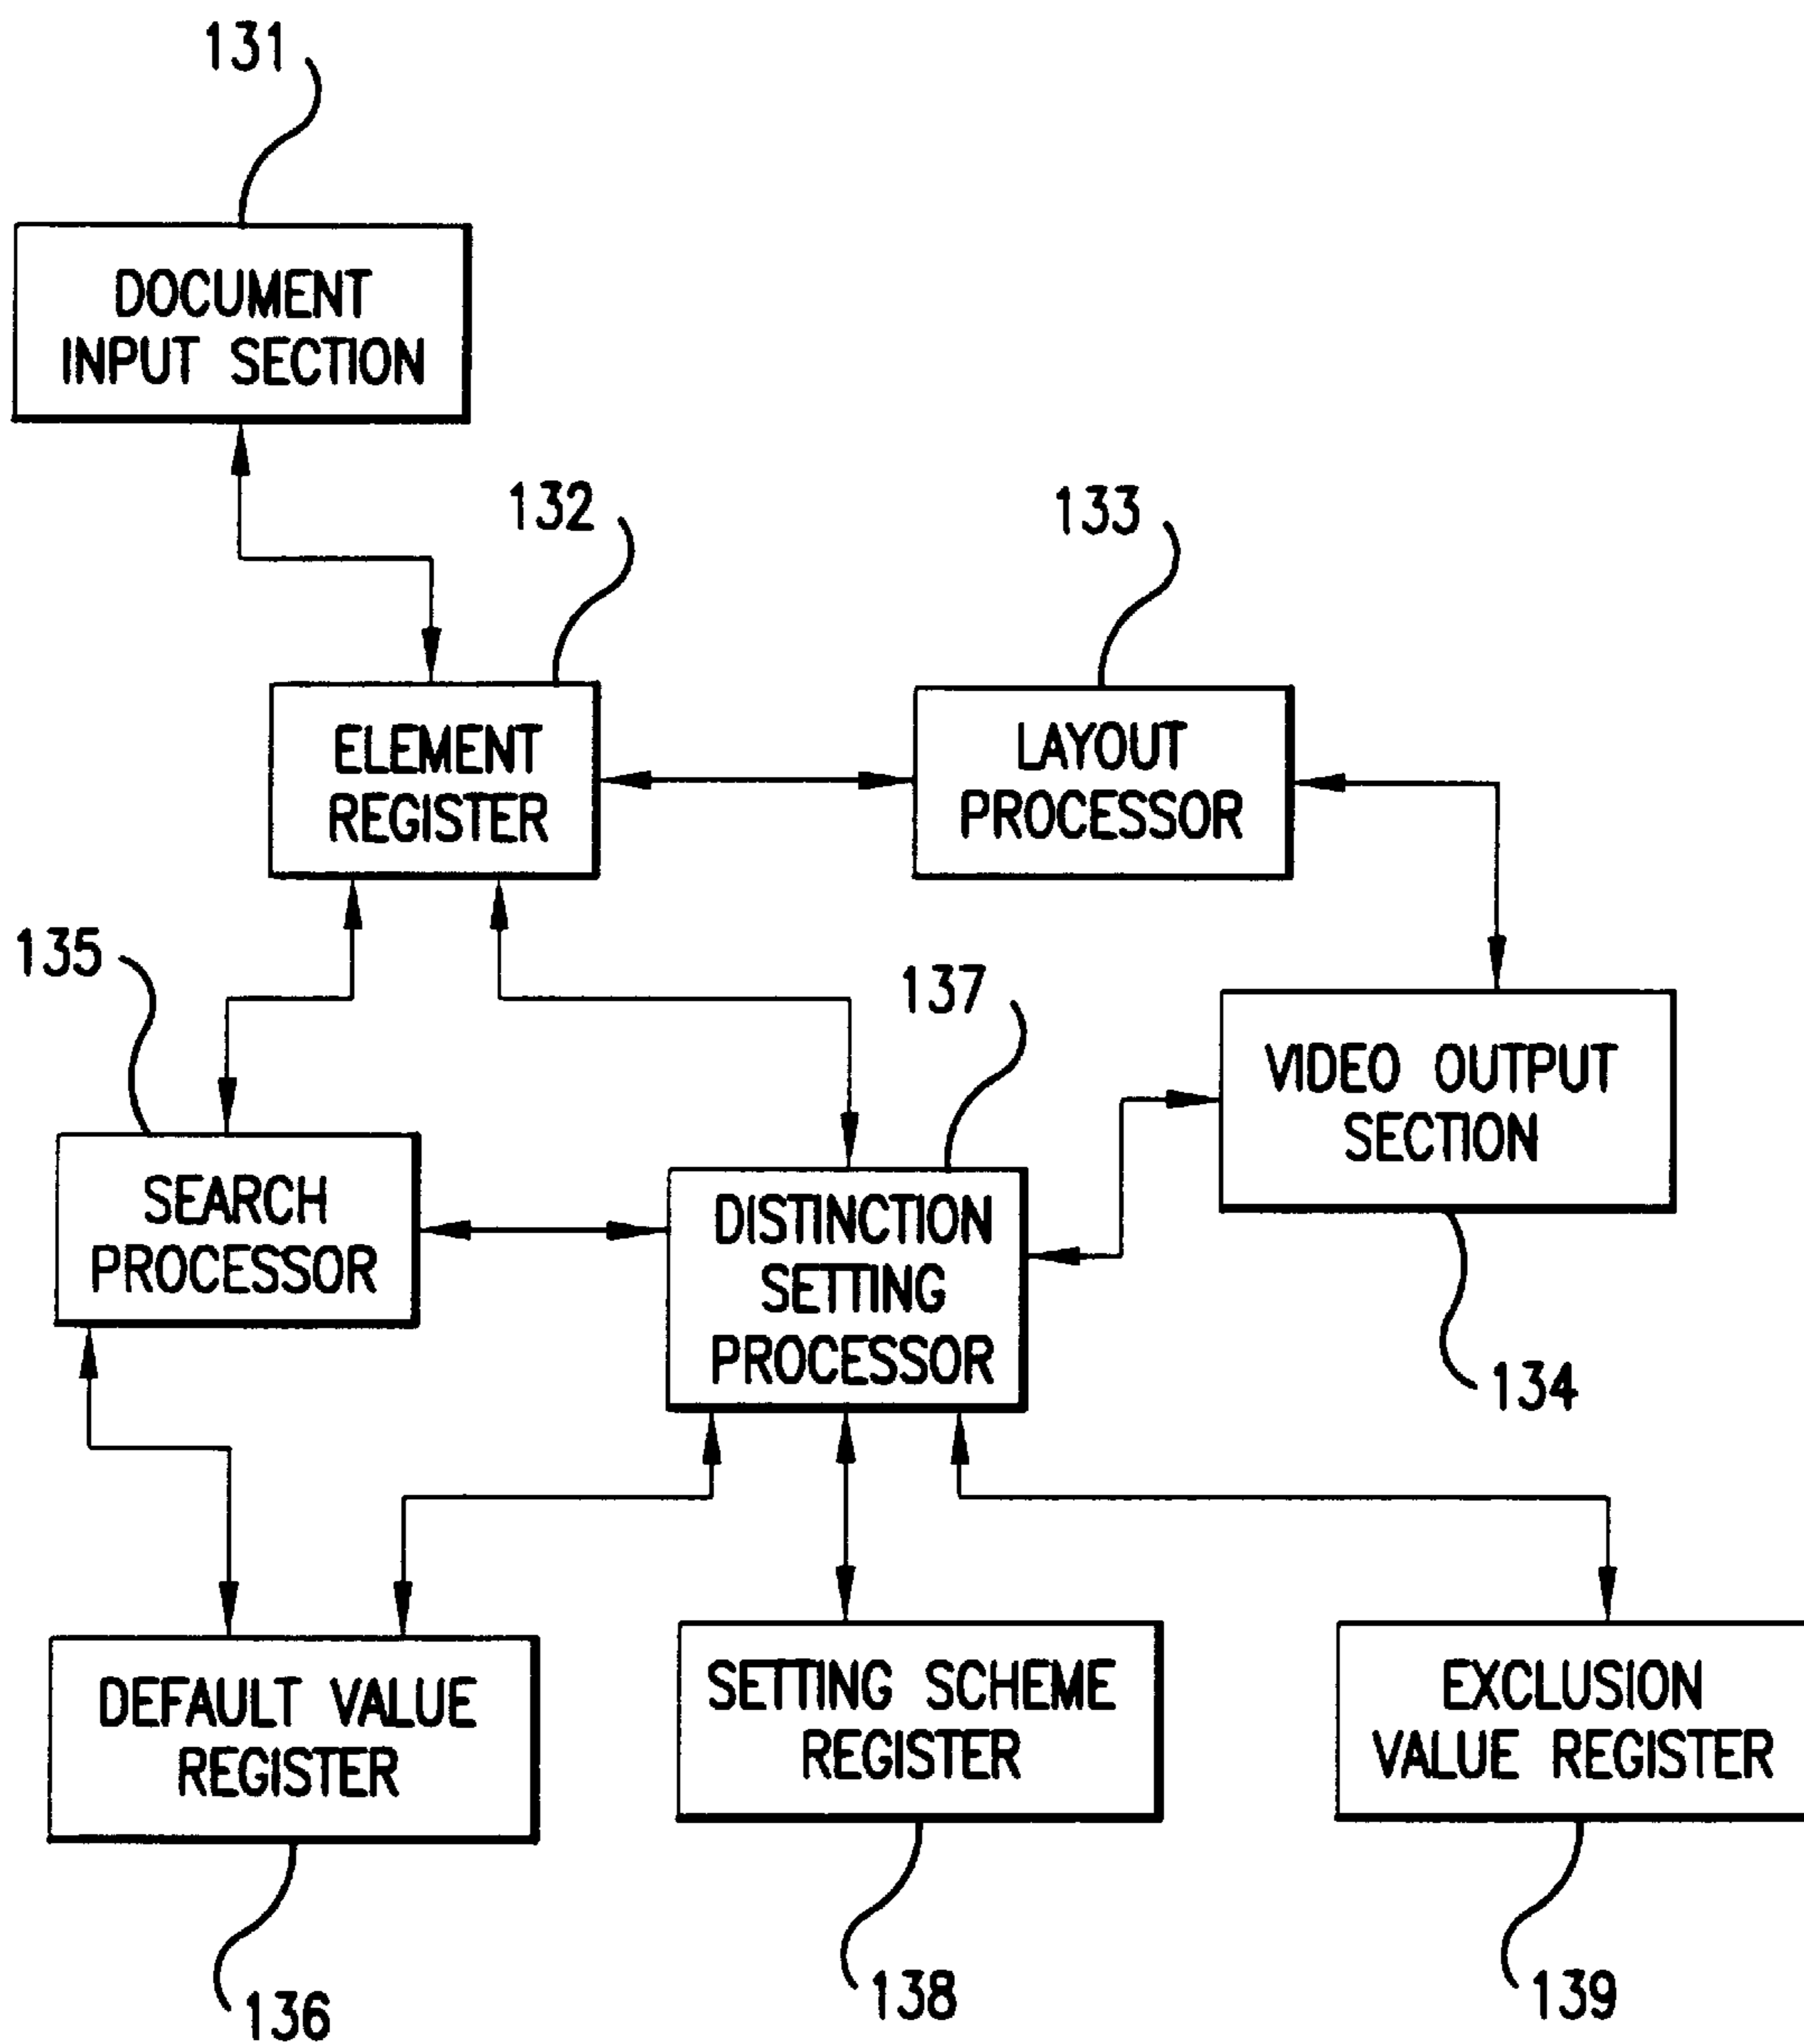 131
DOCUMENT
INPUT SECTION
132
133
ELEMENT
REGISTER
LAYOUT
PROCESSOR
135
137
VIDEO OUTPUT
SECTION
SEARCH
PROCESSOR
DISTINCTION
SETTING
PROCESSOR
134
DEFAULT VALUE
REGISTER
SETTING SCHEME
REGISTER
EXCLUSION
VALUE REGISTER
136
138
139